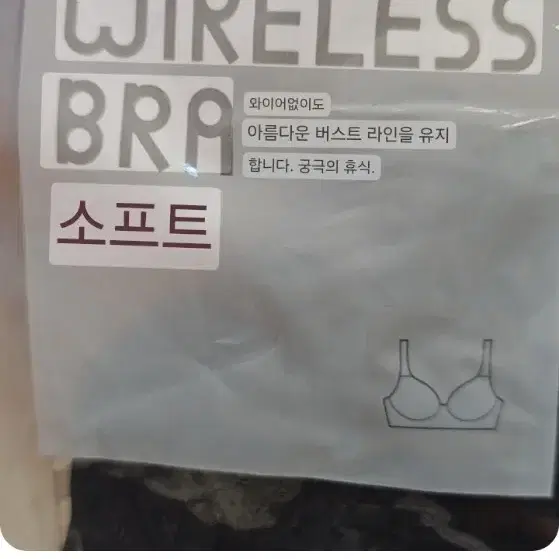 WIRELESS
BRA
와이어없이도
아름다운 버스트 라인을 유지
합니다. 궁극의 휴식.
소프트